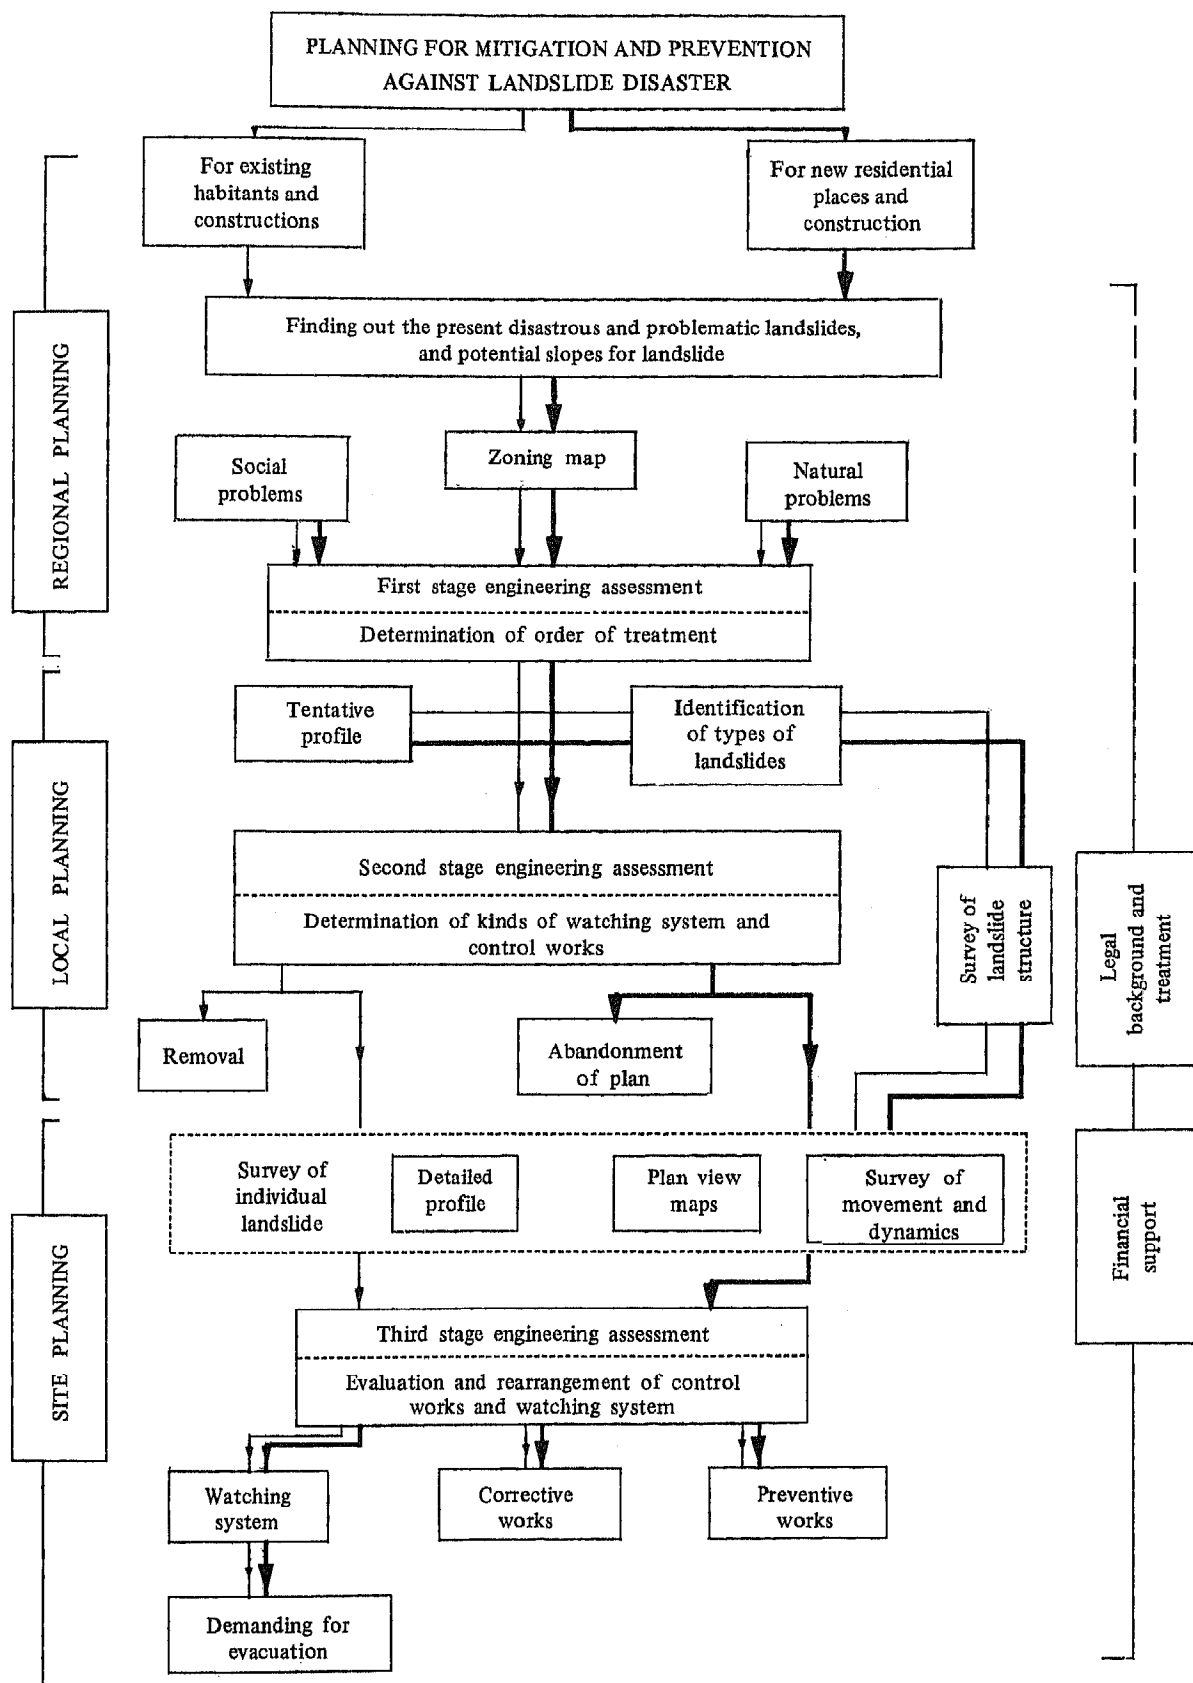 PLANNING FOR MITIGATION AND PREVENTION
AGAINST LANDSLIDE DISASTER
For existing
habitants and
constructions
For new residential
places and
construction
Finding out the present disastrous and problematic landslides,
and potential slopes for landslide
REGIONAL PLANNING
Social
problems
Zoning map
Natural
problems
First stage engineering assessment
Determination of order of treatment
Tentative
profile
Identification
of types of
landslides
LOCAL PLANNING
Second stage engineering assessment
Determination of kinds of watching system and
control works
Survey of
landslide
structure
Legal
background and
treatment
Removal
Abandonment
of plan
Survey of
individual
landslide
Detailed
profile
Plan view
maps
Survey of
movement and
dynamics
Financial
support
SITE PLANNING
Third stage engineering assessment
Evaluation and rearrangement of control
works and watching system
Watching
system
Corrective
works
Preventive
works
Demanding for
evacuation